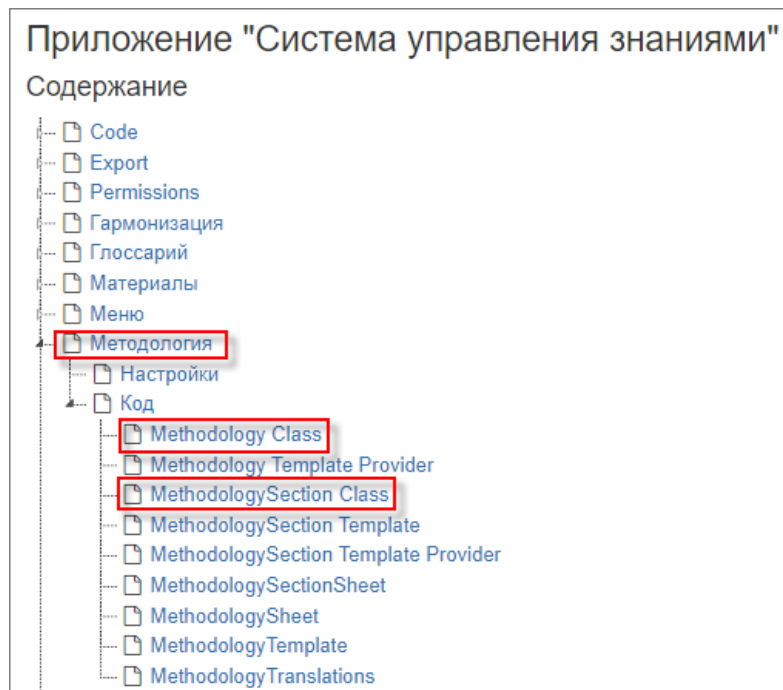 Приложение "Система управления знаниями"
Содержание
Code
Export
Permissions
Гармонизация
Глоссарий
Материалы
Меню
Методология
Настройки
Код
Methodology Class
Methodology Template Provider
MethodologySection Class
MethodologySection Template
MethodologySection Template Provider
MethodologySectionSheet
MethodologySheet
MethodologyTemplate
MethodologyTranslations